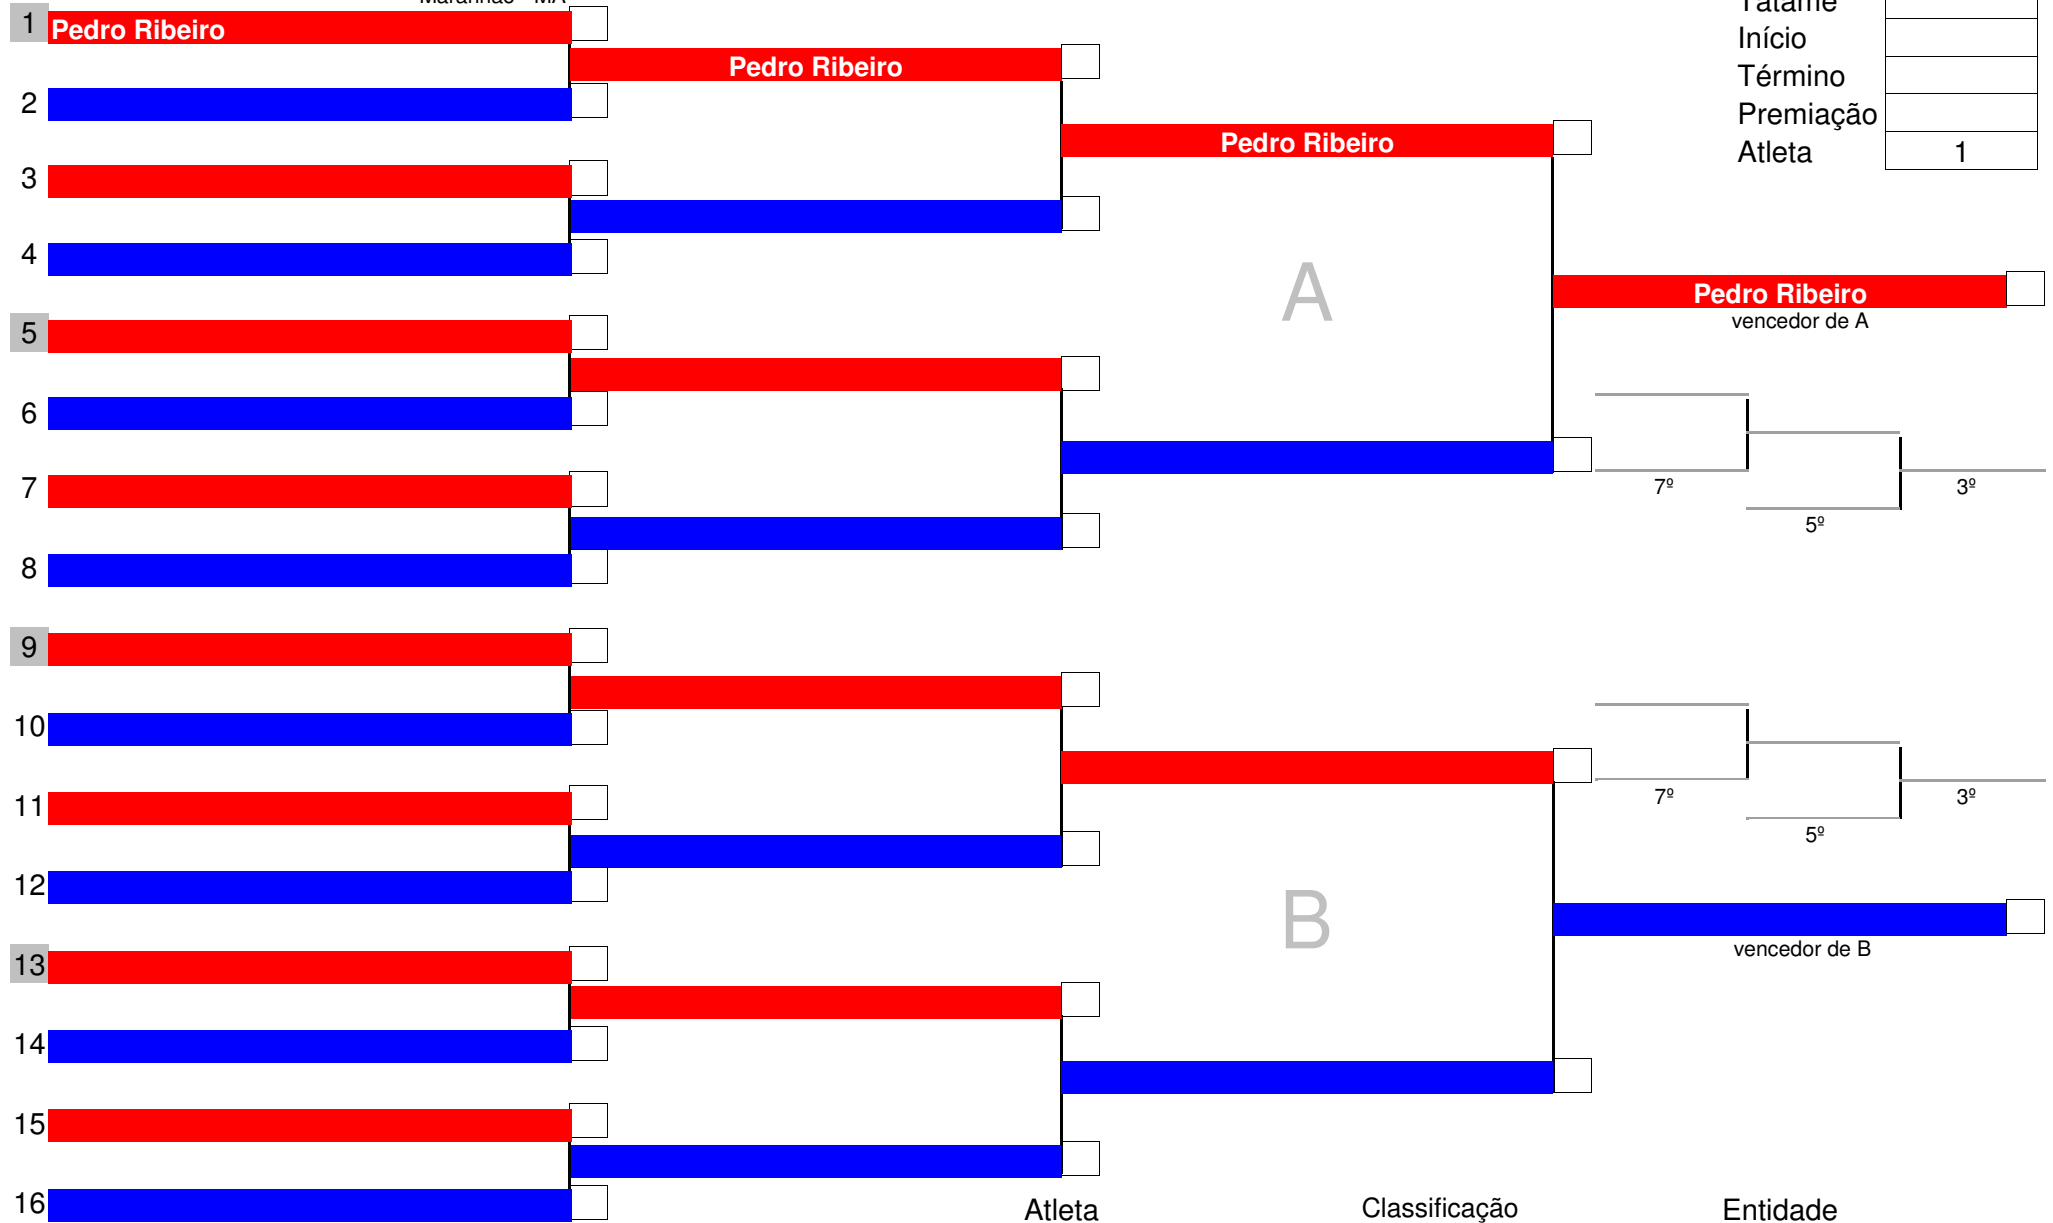 Maranhão - MA
Tatame
1 Pedro Ribeiro
Início
Pedro Ribeiro
Término
2
Premiação
Pedro Ribeiro
Atleta 1
3
4
A
Pedro Ribeiro
vencedor de A
5
6
7
7º
3º
5º
8
9
10
11
7º
3º
5º
12
B
vencedor de B
13
14
15
16
Atleta Classificação Entidade